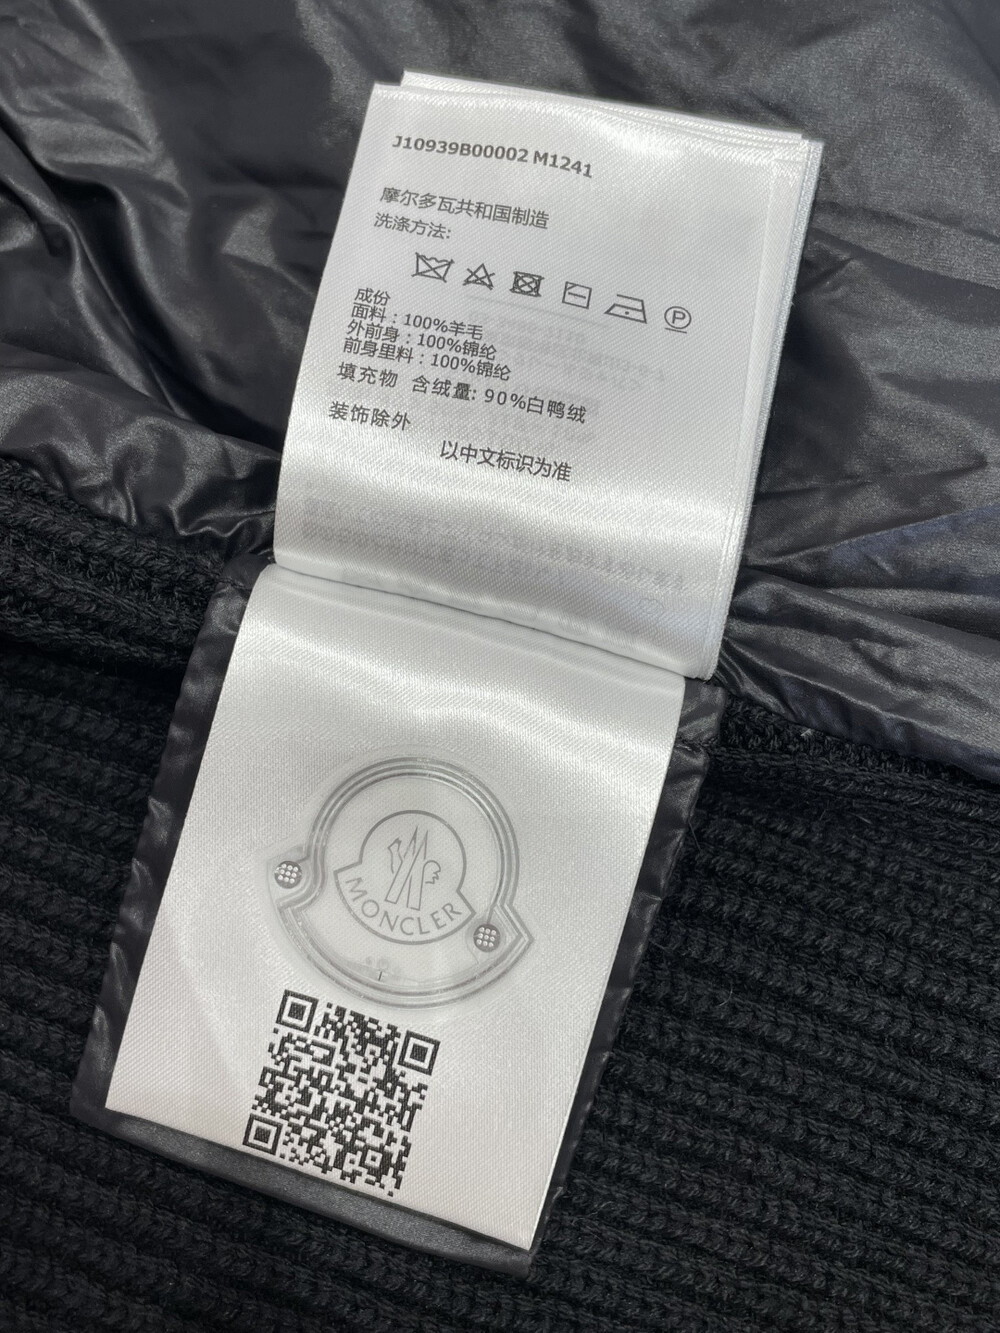 J10939B00002 M1241
摩尔多瓦共和国制造
洗涤方法:
P
成份
面料：100%羊毛
外前身：100%锦纶
前身里料：100%锦纶
填充物 含绒量: 90%白鸭绒
装饰除外
以中文标识为准
MONCLER